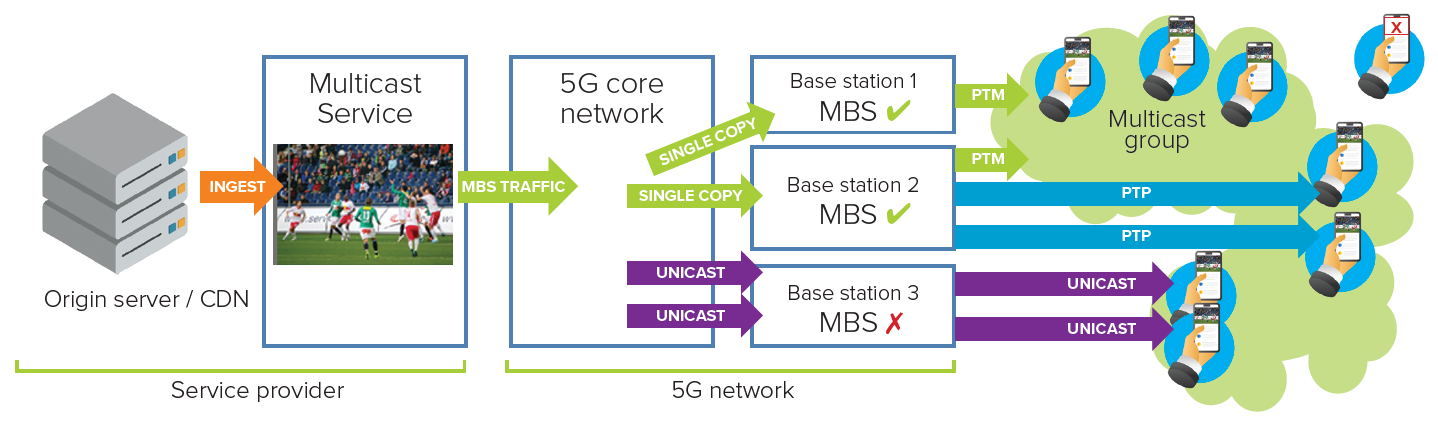 Multicast
Service
5G core
network
Base station 1
MBS ✓
PTM
X
Multicast
group
SINGLE COPY
PTM
Base station 2
MBS ✓
INGEST
MBS TRAFFIC
SINGLE COPY
PTP
PTP
UNICAST
UNICAST
Base station 3
MBS ✗
UNICAST
UNICAST
Origin server / CDN
Service provider
5G network